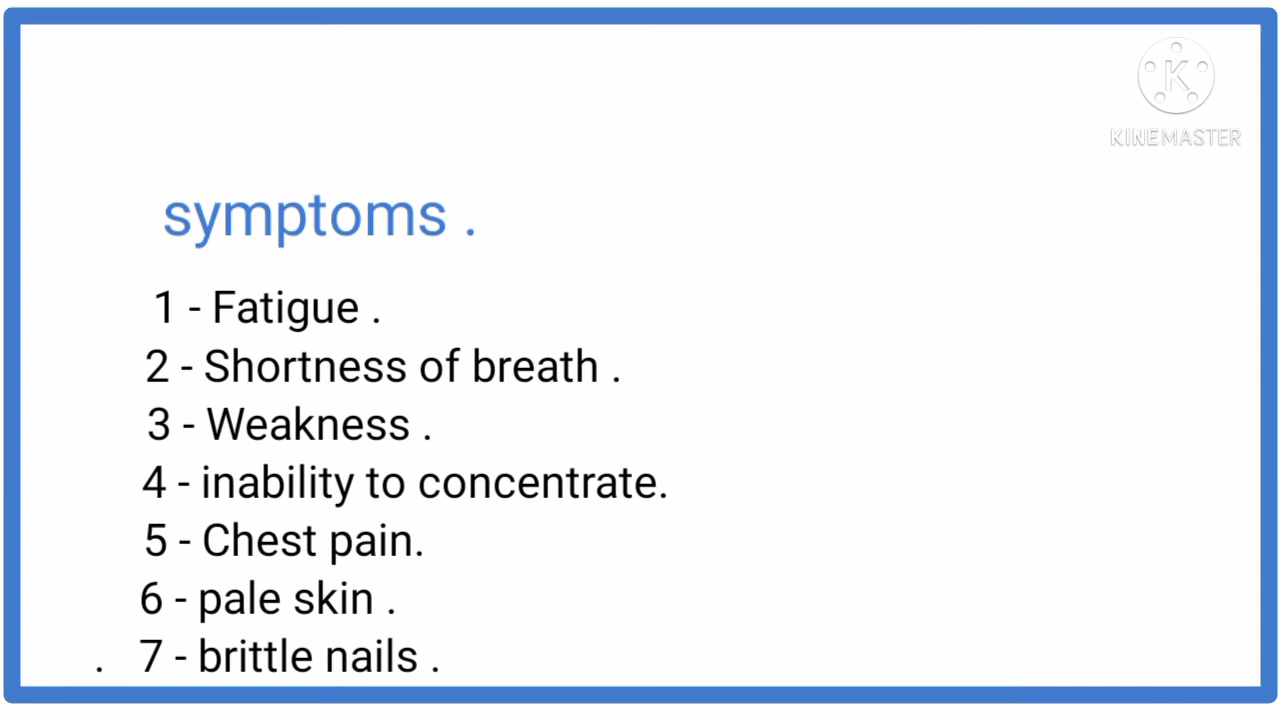 K
KINEMASTER
symptoms .
1 - Fatigue .
2 - Shortness of breath .
3 - Weakness .
4 - inability to concentrate.
5 - Chest pain.
6 - pale skin .
. 7 - brittle nails .